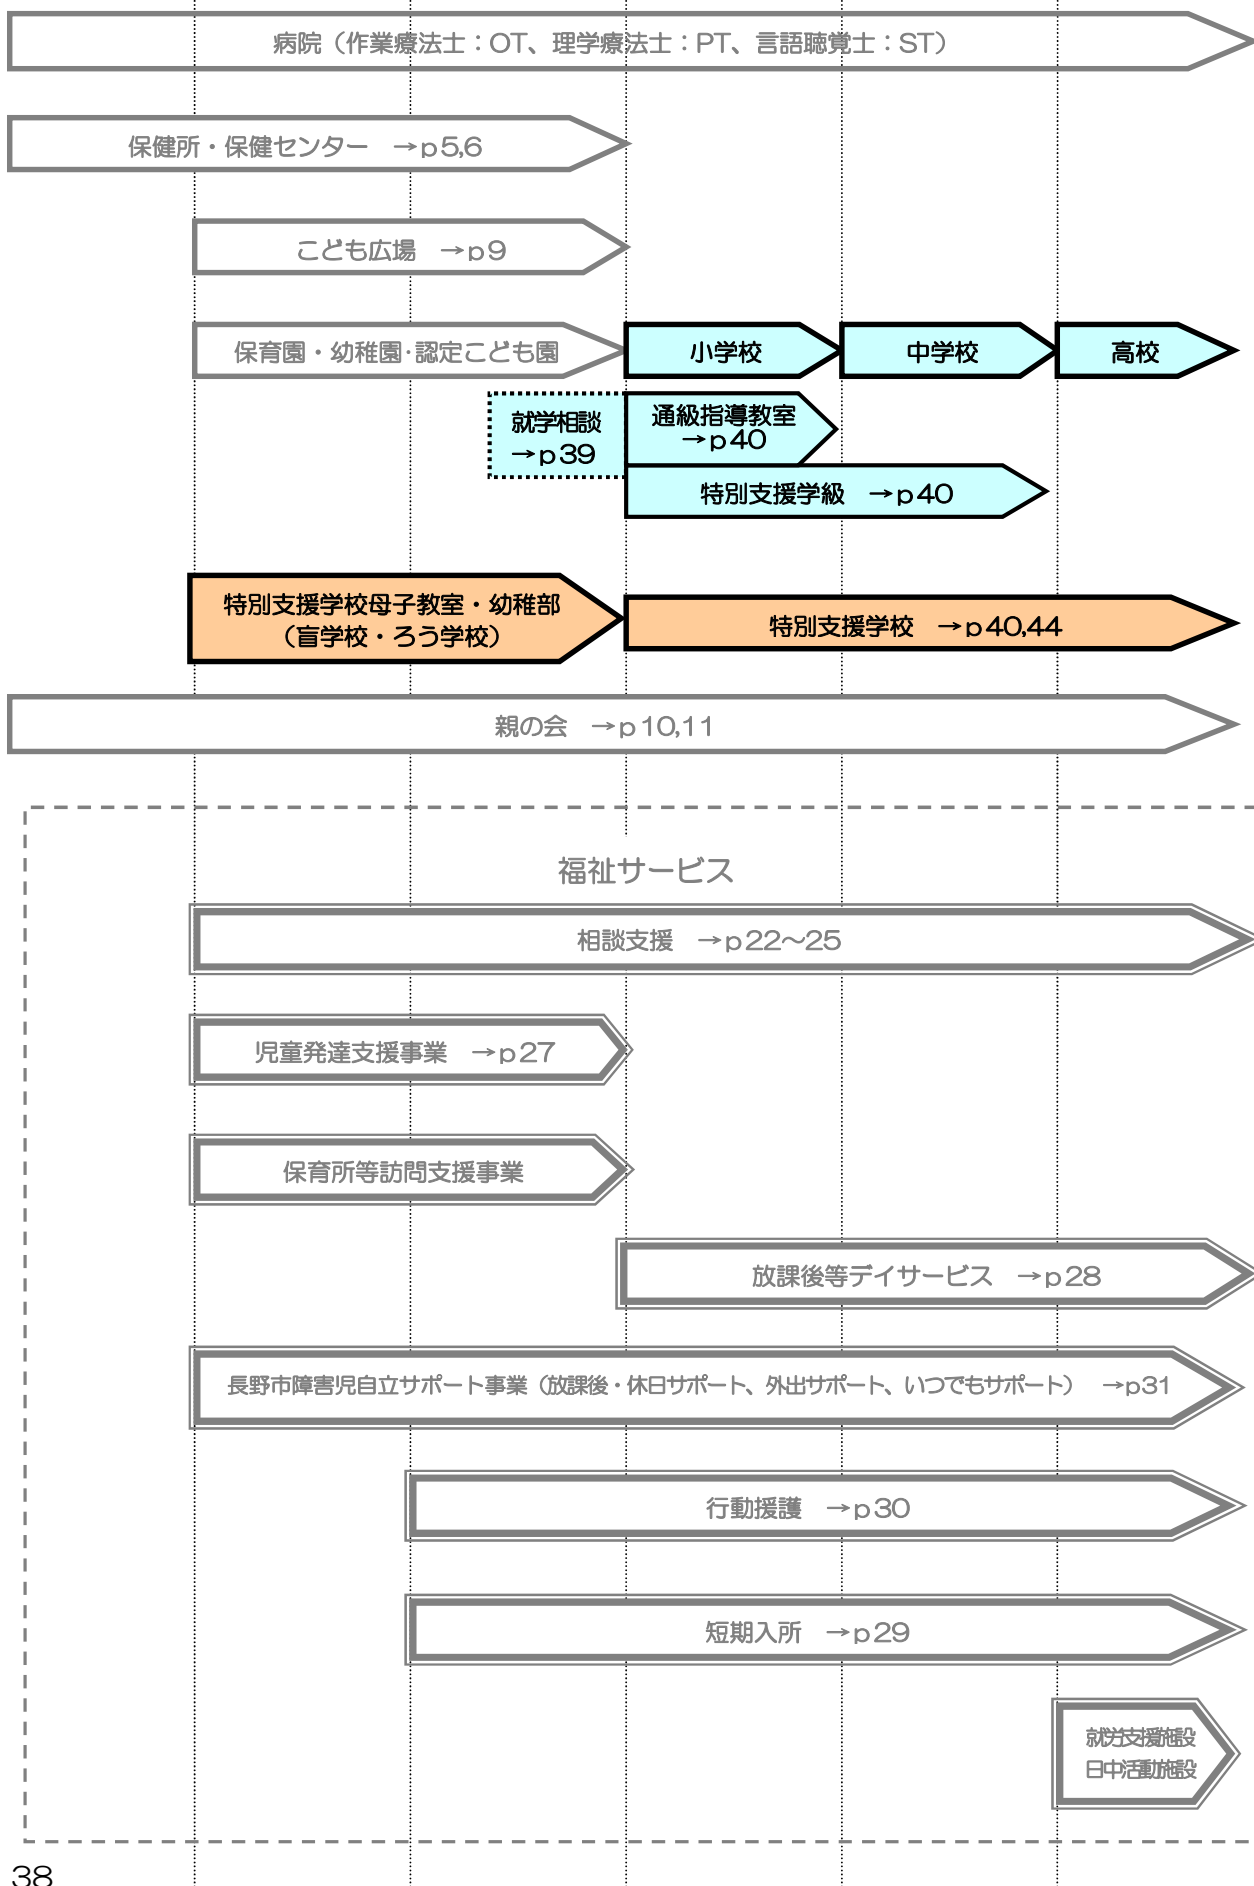 病院（作業療法士：OT、理学療法士：PT、言語聴覚士：ST）
保健所・保健センター　→p5,6
こども広場　→p9
保育園・幼稚園・認定こども園
小学校
中学校
高校
就学相談
→p39
通級指導教室
→p40
特別支援学級　→p40
特別支援学校母子教室・幼稚部
（盲学校・ろう学校）
特別支援学校　→p40,44
親の会　→p10,11
福祉サービス
相談支援　→p22～25
児童発達支援事業　→p27
保育所等訪問支援事業
放課後等デイサービス　→p28
長野市障害児自立サポート事業（放課後・休日サポート、外出サポート、いつでもサポート）　→p31
行動援護　→p30
短期入所　→p29
就労支援施設
日中活動施設
38